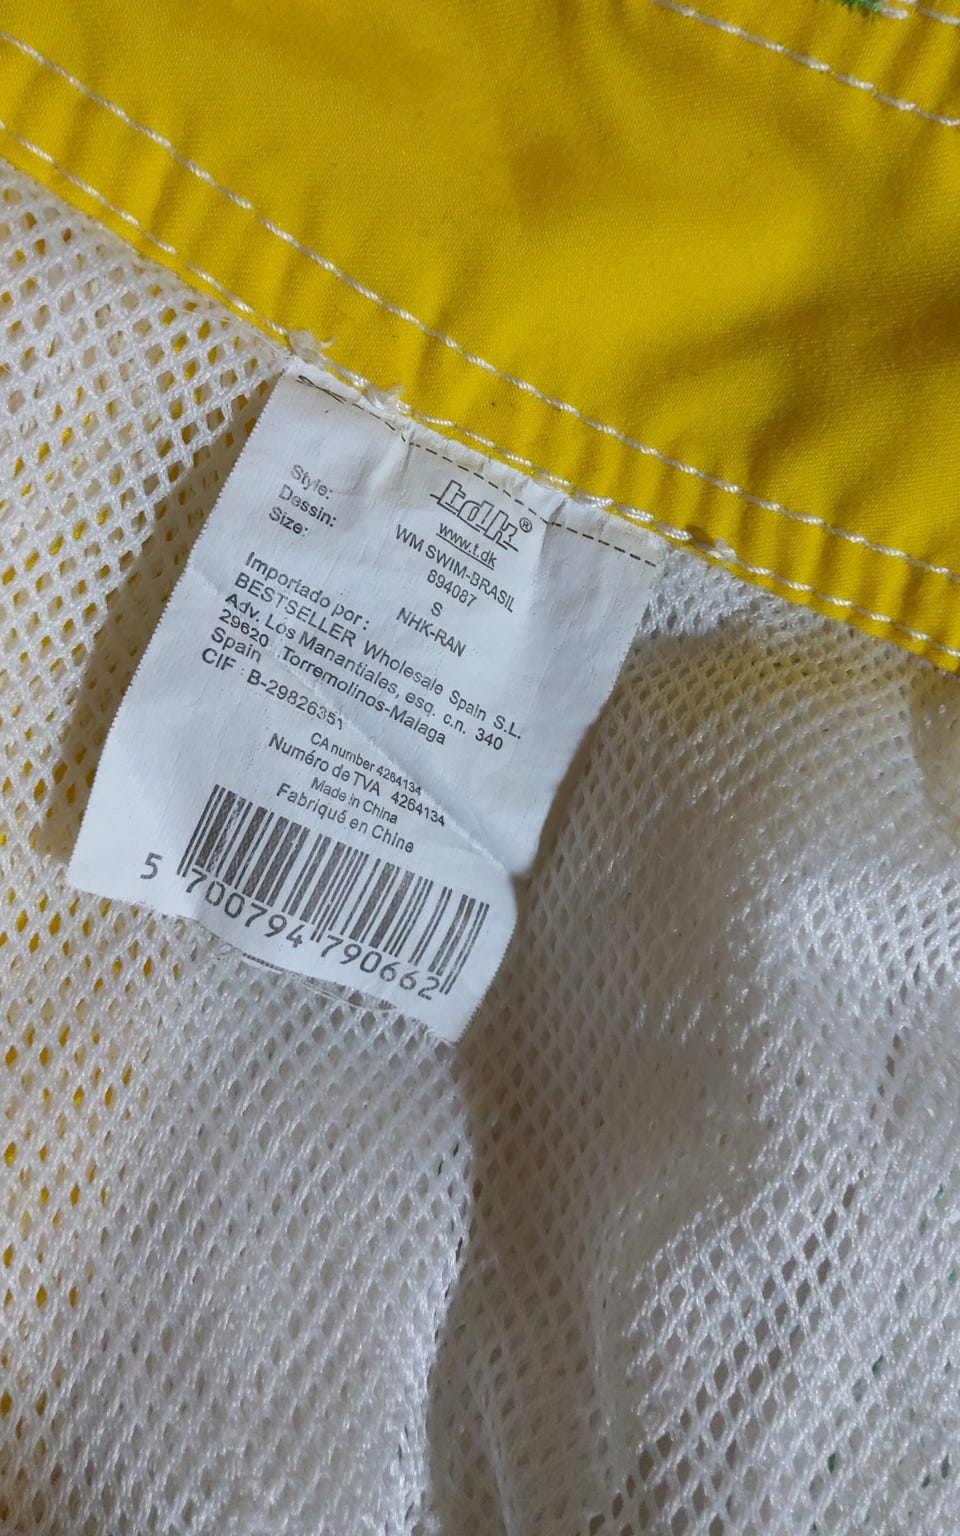 t.dk®
www.t.dk
Style: WM SWIM-BRASIL
Dessin: 894087
Size: S
NHK-RAN
Importado por:
BESTSELLER Wholesale Spain S.L.
Adv. Los Manantiales, esq. c.n. 340
29620 Torremolinos-Malaga
Spain
CIF : B-29826351
CA number 4264134
Numéro de TVA 4264134
Made in China
Fabriqué en Chine
5 700794 790662